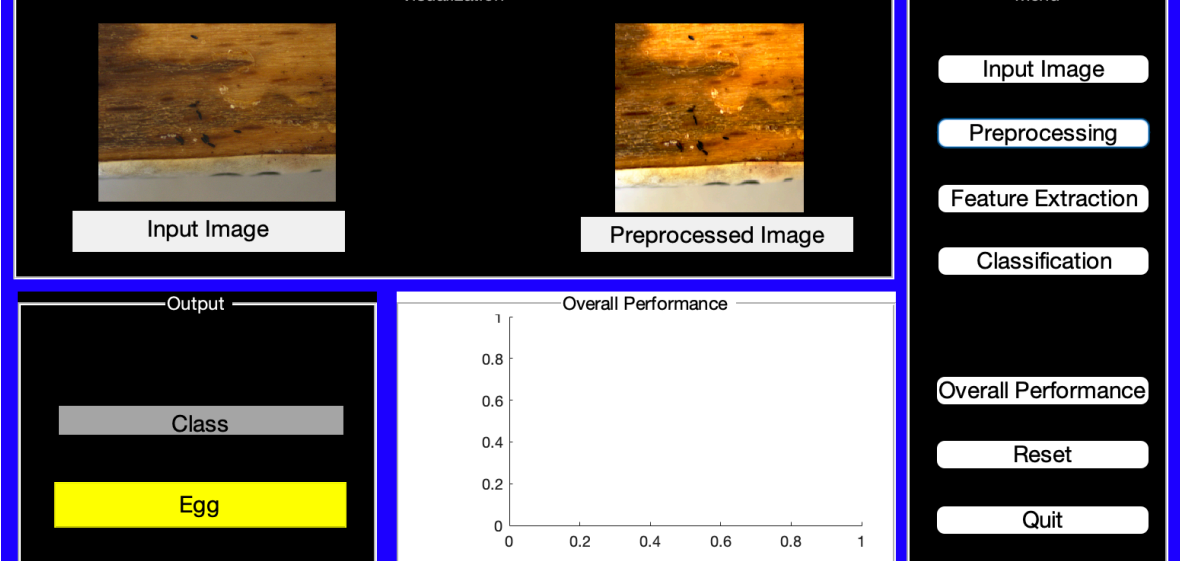 Input Image
Preprocessed Image
Output
Class
Egg
Overall Performance
1
0.8
0.6
0.4
0.2
0
0
0.2
0.4
0.6
0.8
1
Menu
Input Image
Preprocessing
Feature Extraction
Classification
Overall Performance
Reset
Quit